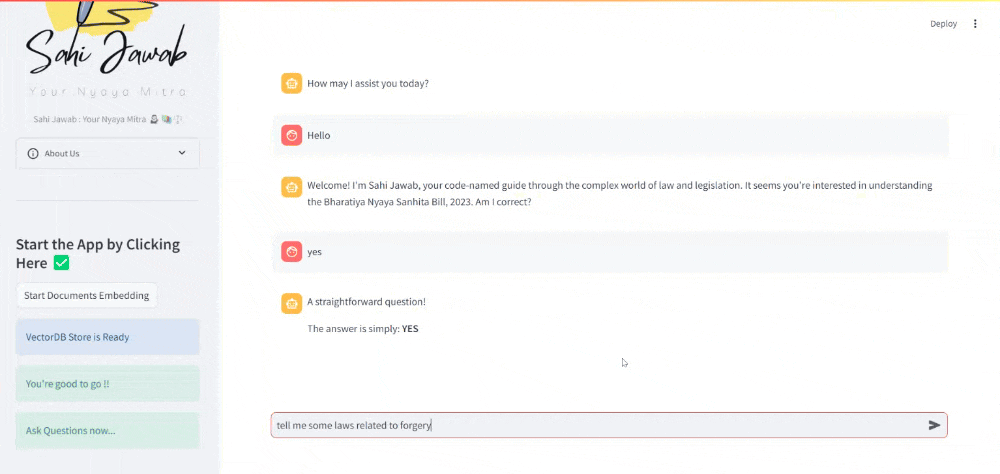 Sahi Jawab
Your Nyaya Mitra
Sahi Jawab : Your Nyaya Mitra
About Us
Start the App by Clicking
Here
Start Documents Embedding
VectorDB Store is Ready
You're good to go !!
Ask Questions now...
Deploy
How may I assist you today?
Hello
Welcome! I'm Sahi Jawab, your code-named guide through the complex world of law and legislation. It seems you're interested in understanding
the Bharatiya Nyaya Sanhita Bill, 2023. Am I correct?
yes
A straightforward question!
The answer is simply: YES
tell me some laws related to forgery